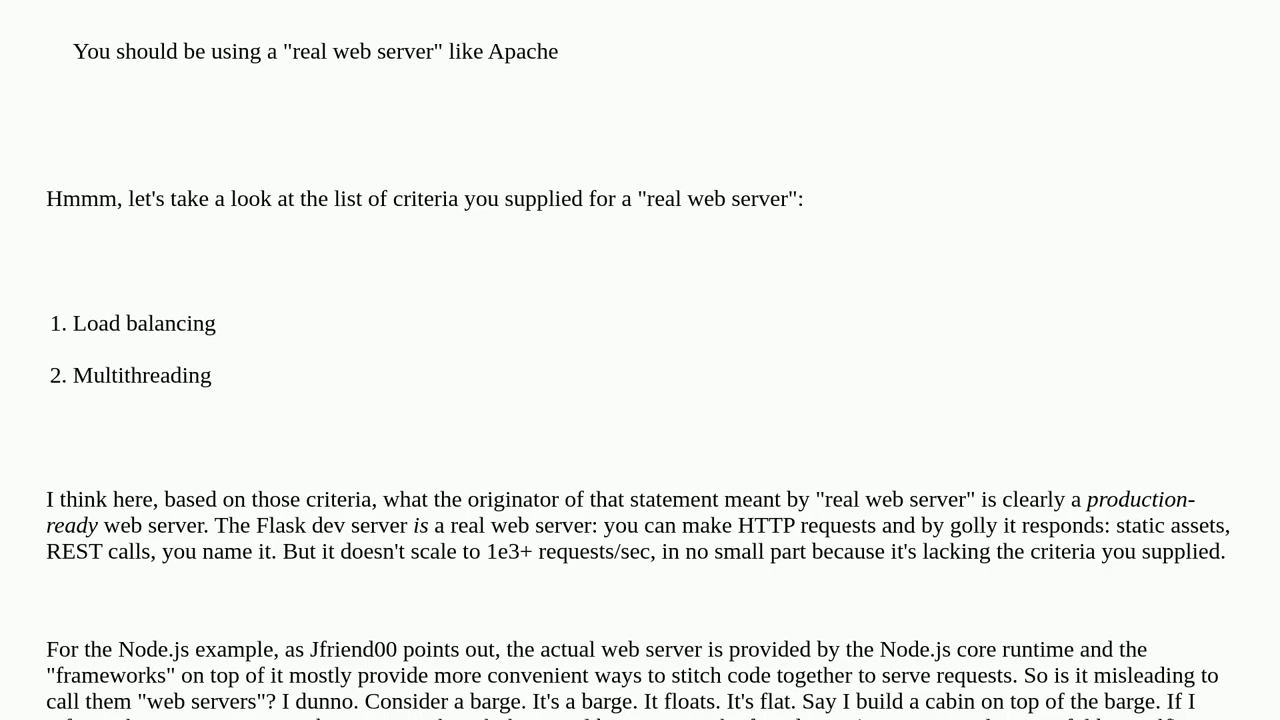 You should be using a "real web server" like Apache
Hmmm, let's take a look at the list of criteria you supplied for a "real web server":
1. Load balancing
2. Multithreading
I think here, based on those criteria, what the originator of that statement meant by "real web server" is clearly a production-
ready web server. The Flask dev server is a real web server: you can make HTTP requests and by golly it responds: static assets,
REST calls, you name it. But it doesn't scale to 1e3+ requests/sec, in no small part because it's lacking the criteria you supplied.
For the Node.js example, as Jfriend00 points out, the actual web server is provided by the Node.js core runtime and the
"frameworks" on top of it mostly provide more convenient ways to stitch code together to serve requests. So is it misleading to
call them "web servers"? I dunno. Consider a barge. It's a barge. It floats. It's flat. Say I build a cabin on top of the barge. If I